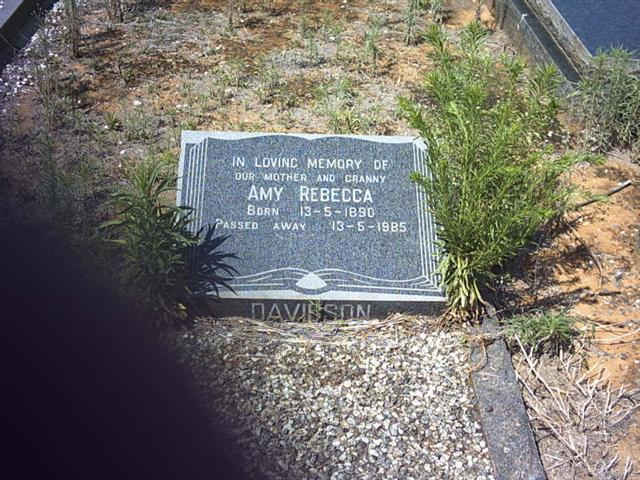 IN LOVING MEMORY OF
OUR MOTHER AND GRANNY
AMY REBECCA
BORN 13-5-1890
PASSED AWAY 13-5-1985
DAVISSON